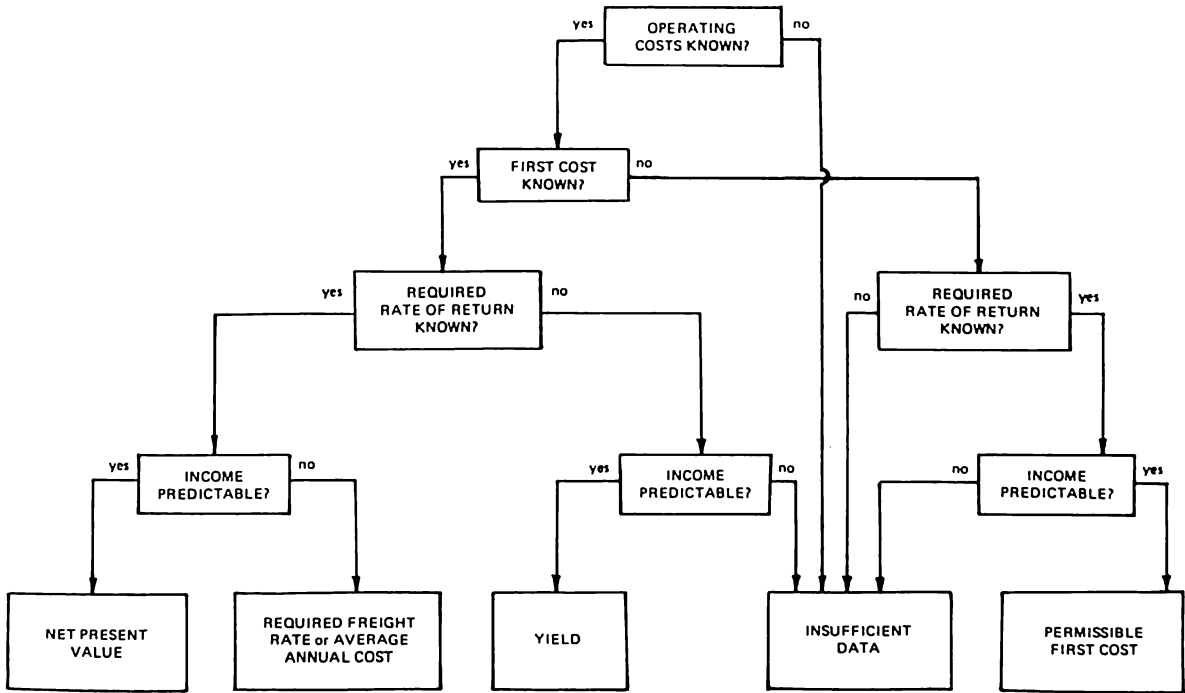 yes
OPERATING
COSTS KNOWN?
no
yes
FIRST COST
KNOWN?
no
yes
REQUIRED
RATE OF RETURN
KNOWN?
no
no
REQUIRED
RATE OF RETURN
KNOWN?
yes
yes
INCOME
PREDICTABLE?
no
yes
INCOME
PREDICTABLE?
no
no
INCOME
PREDICTABLE?
yes
NET PRESENT
VALUE
REQUIRED FREIGHT
RATE or AVERAGE
ANNUAL COST
YIELD
INSUFFICIENT
DATA
PERMISSIBLE
FIRST COST